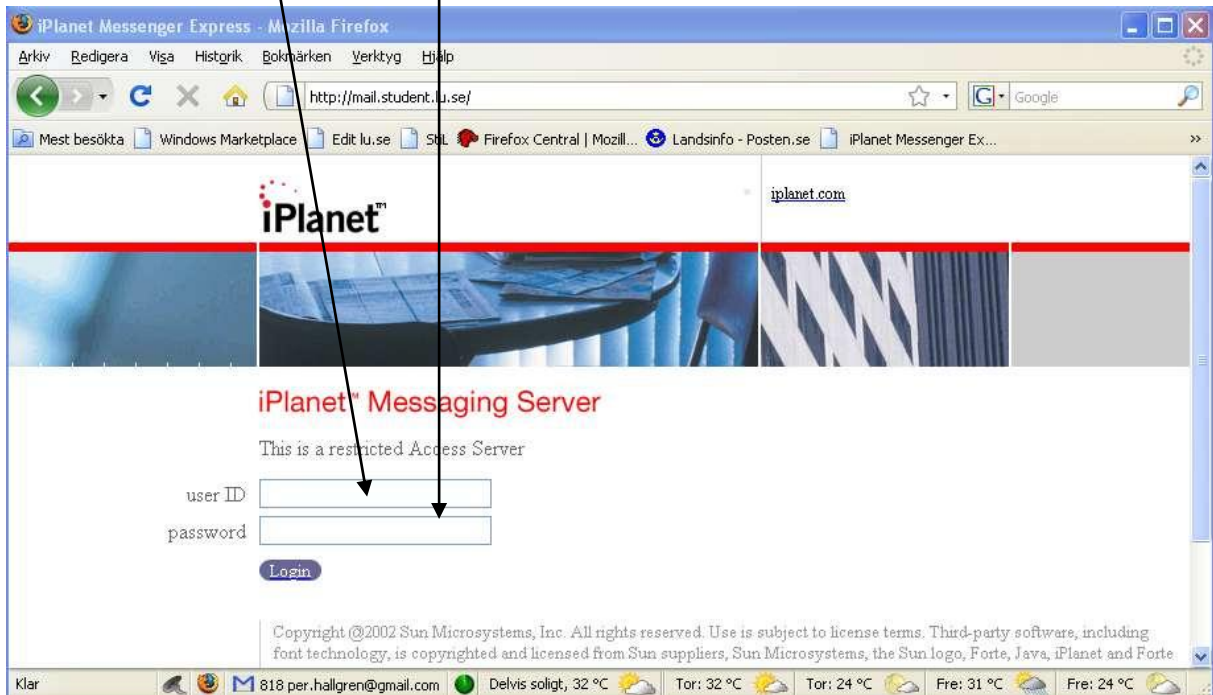 iPlanet Messenger Express - Mozilla Firefox
Arkiv Redigera Visa Historik Bokmärken Verktyg Hjälp
http://mail.student.lu.se/
G Google
Mest besökta Windows Marketplace Edit lu.se StiL Firefox Central | Mozill... Landsinfo - Posten.se iPlanet Messenger Ex... »
iPlanet™
iplanet.com
iPlanet™ Messaging Server
This is a restricted Access Server
user ID
password
Login
Copyright @2002 Sun Microsystems, Inc. All rights reserved. Use is subject to license terms. Third-party software, including
font technology, is copyrighted and licensed from Sun suppliers, Sun Microsystems, the Sun logo, Forte, Java, iPlanet and Forte
Klar 818 per.hallgren@gmail.com Delvis soligt, 32 °C Tor: 32 °C Tor: 24 °C Fre: 31 °C Fre: 24 °C